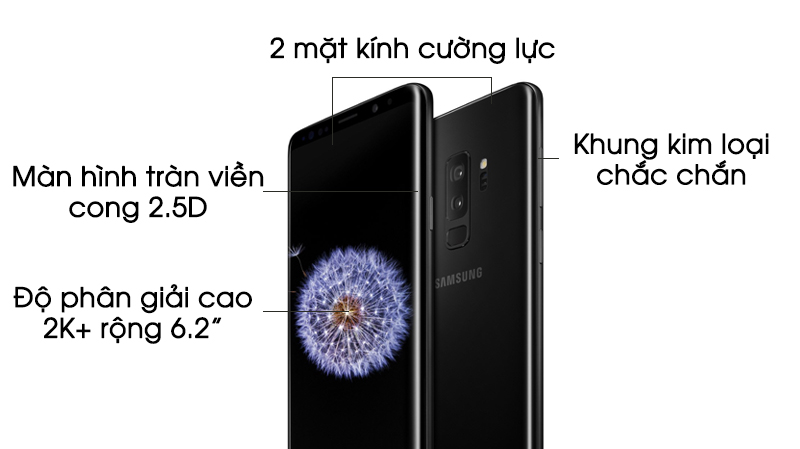 2 mặt kính cường lực
Khung kim loại
chắc chắn
Màn hình tràn viền
cong 2.5D
Độ phân giải cao
2K+ rộng 6.2″
SAMSUNG